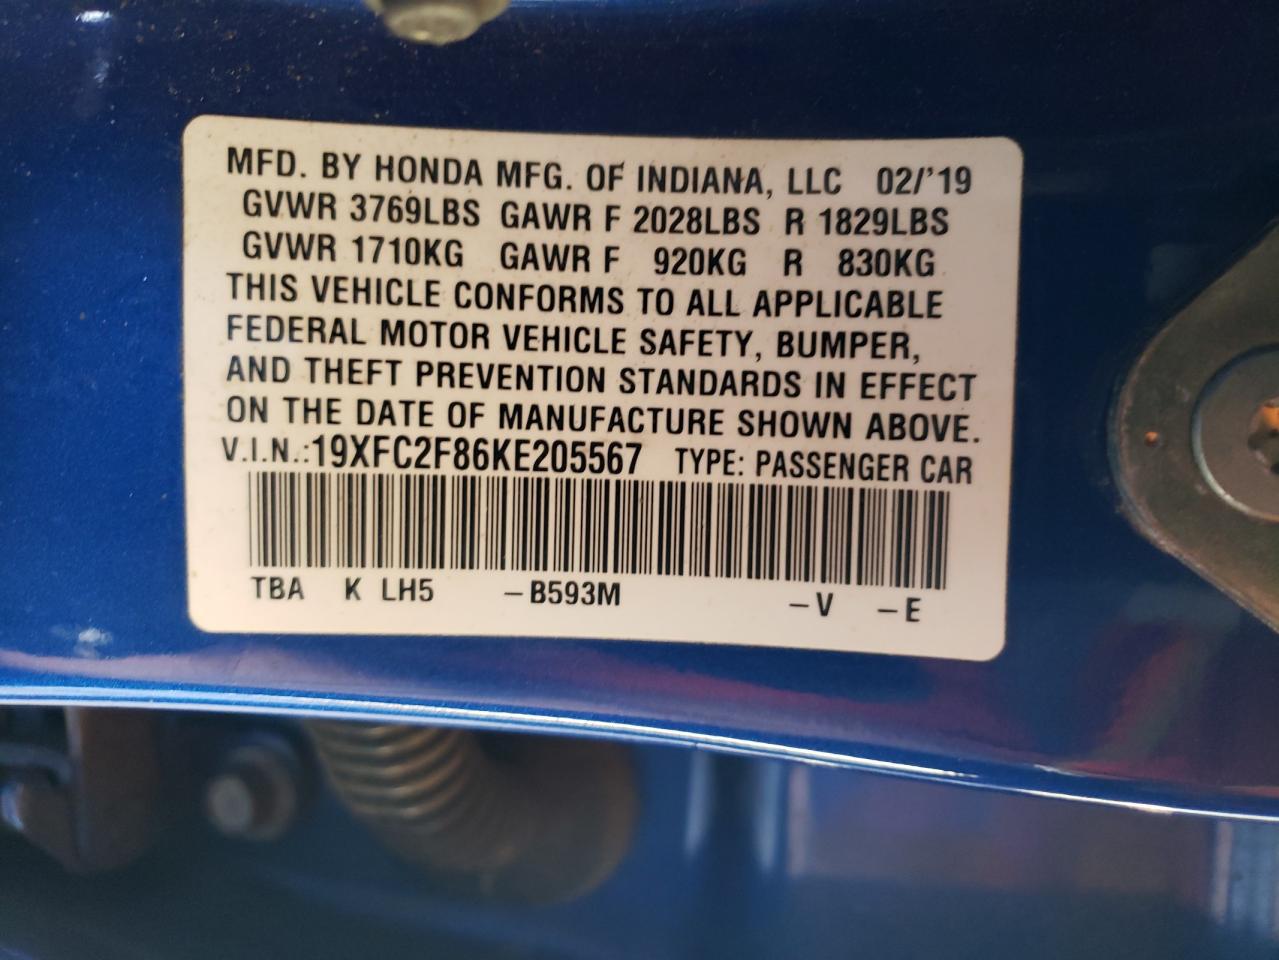 MFD. BY HONDA MFG. OF INDIANA, LLC 02/'19
GVWR 3769LBS GAWR F 2028LBS R 1829LBS
GVWR 1710KG GAWR F 920KG R 830KG
THIS VEHICLE CONFORMS TO ALL APPLICABLE
FEDERAL MOTOR VEHICLE SAFETY, BUMPER,
AND THEFT PREVENTION STANDARDS IN EFFECT
ON THE DATE OF MANUFACTURE SHOWN ABOVE.
V.I.N.:19XFC2F86KE205567 TYPE: PASSENGER CAR
TBA K LH5 –B593M –V –E